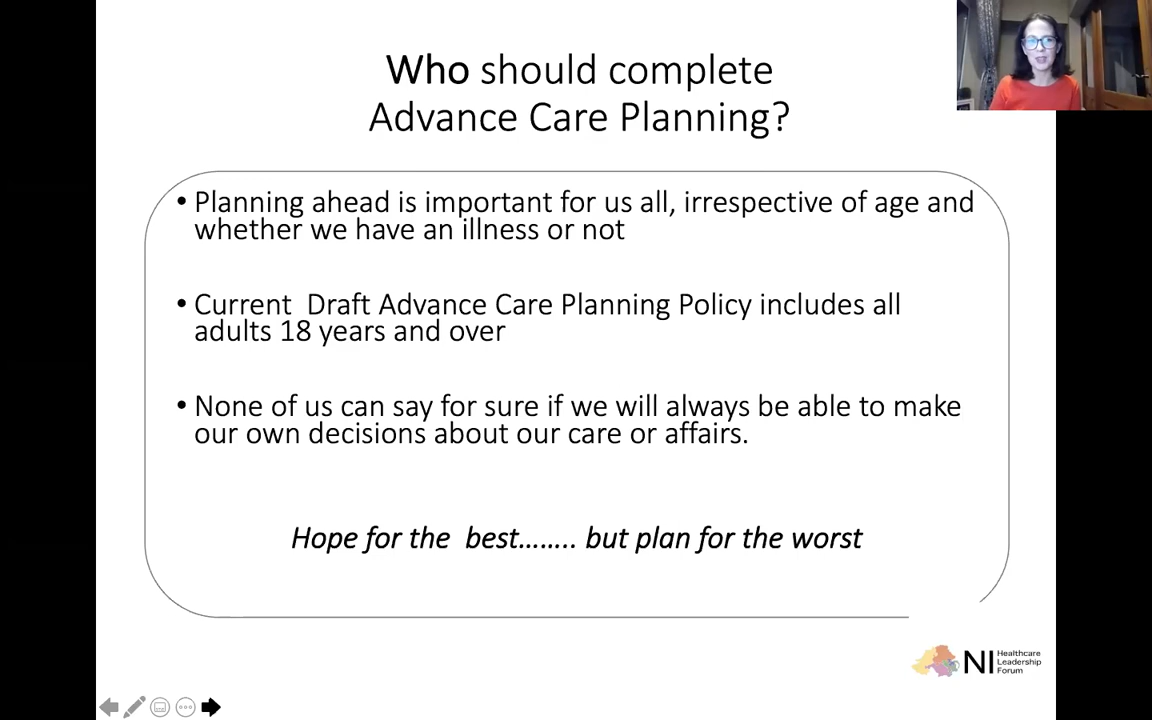 Who should complete
Advance Care Planning?
• Planning ahead is important for us all, irrespective of age and
whether we have an illness or not
• Current  Draft Advance Care Planning Policy includes all
adults 18 years and over
• None of us can say for sure if we will always be able to make
our own decisions about our care or affairs.
Hope for the  best…….. but plan for the worst
NI Healthcare
Leadership
Forum